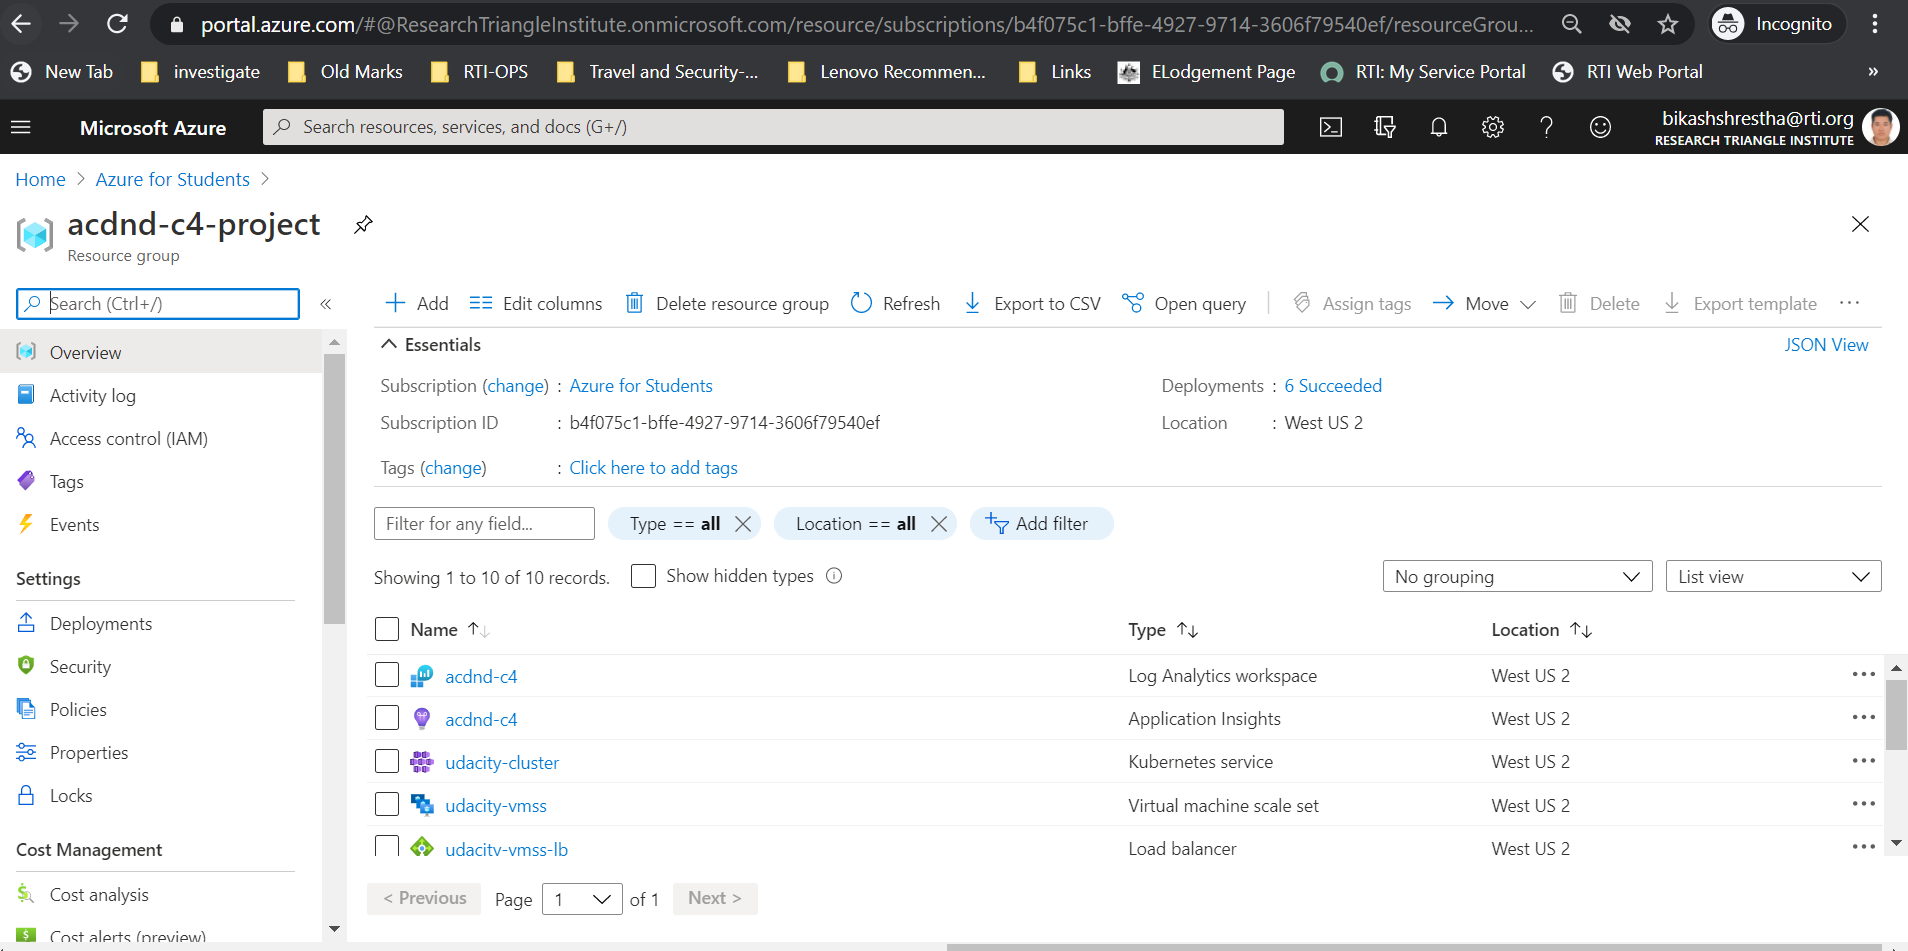 portal.azure.com/#@ResearchTriangleInstitute.onmicrosoft.com/resource/subscriptions/b4f075c1-bffe-4927-9714-3606f79540ef/resourceGrou...
Incognito
New Tab investigate Old Marks RTI-OPS Travel and Security-... Lenovo Recommen... Links ELodgement Page RTI: My Service Portal RTI Web Portal »
Microsoft Azure
Search resources, services, and docs (G+/)
bikashshrestha@rti.org
RESEARCH TRIANGLE INSTITUTE
Home > Azure for Students >
acdnd-c4-project
Resource group
Search (Ctrl+/) «
Add Edit columns Delete resource group Refresh Export to CSV Open query Assign tags Move Delete Export template ...
Overview
Activity log
Access control (IAM)
Tags
Events
Settings
Deployments
Security
Policies
Properties
Locks
Cost Management
Cost analysis
Cost alerts (preview)
Essentials JSON View
Subscription (change) : Azure for Students Deployments : 6 Succeeded
Subscription ID : b4f075c1-bffe-4927-9714-3606f79540ef Location : West US 2
Tags (change) : Click here to add tags
Filter for any field... Type == all Location == all Add filter
Showing 1 to 10 of 10 records. Show hidden types No grouping List view
Name Type Location
acdnd-c4 Log Analytics workspace West US 2 ...
acdnd-c4 Application Insights West US 2 ...
udacity-cluster Kubernetes service West US 2 ...
udacity-vmss Virtual machine scale set West US 2 ...
udacity-vmss-lb Load balancer West US 2 ...
< Previous Page 1 of 1 Next >